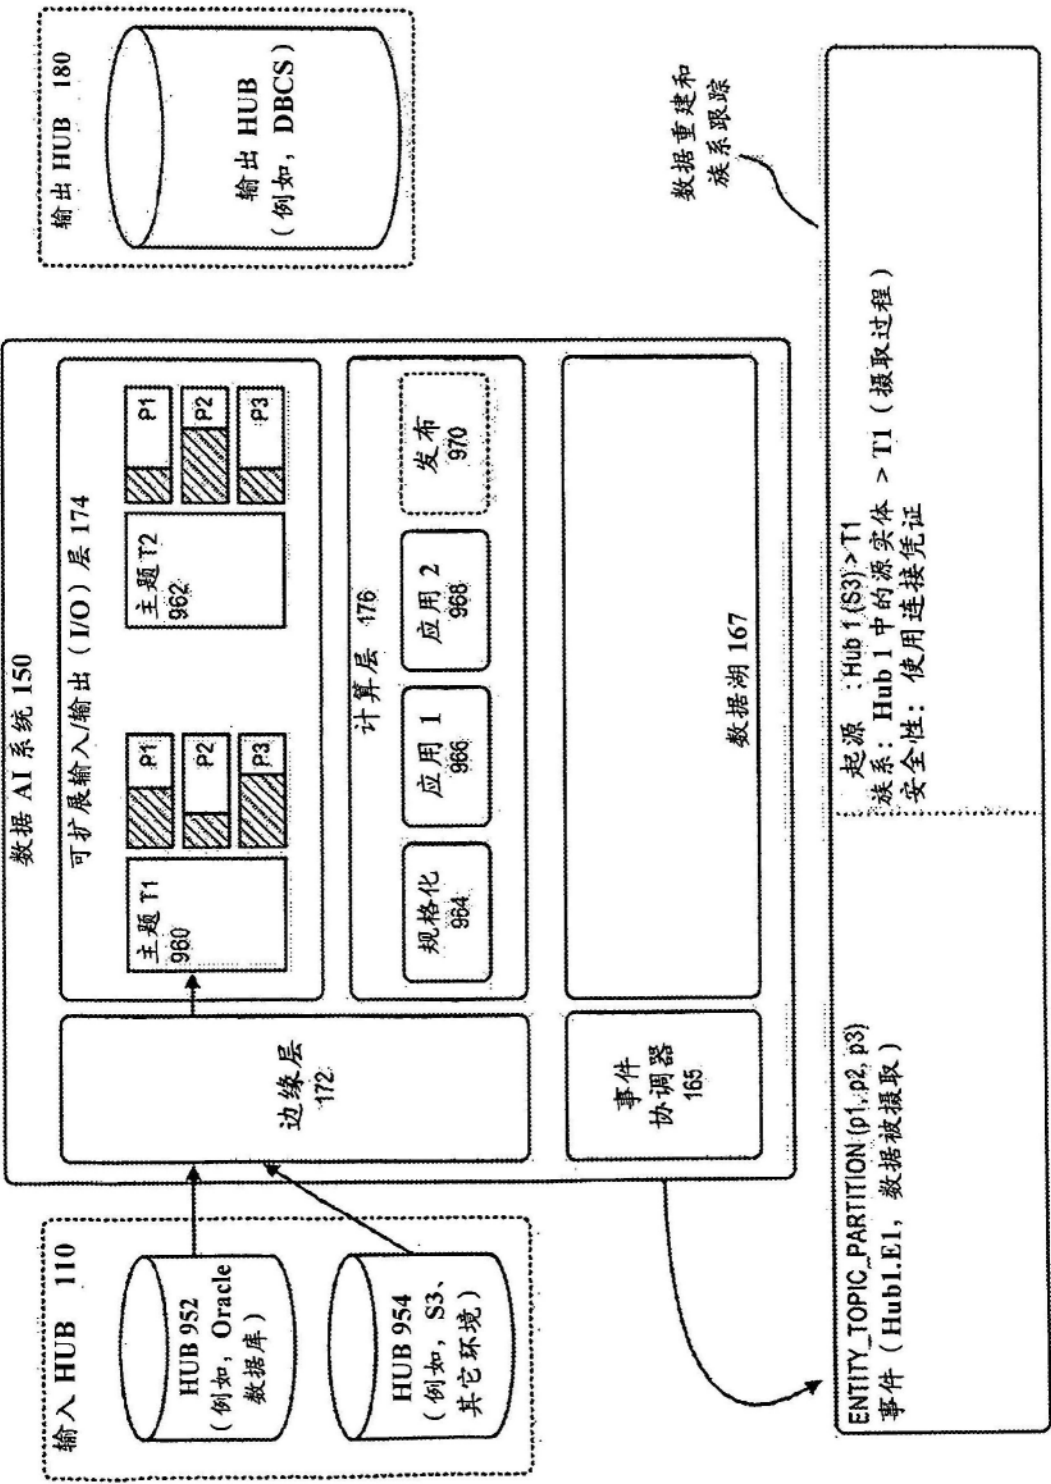 输入 HUB 110
HUB 952
（例如，Oracle
数据库）
HUB 954
（例如，S3、
其它环境）
数据 AI 系统 150
边缘层
172
可扩展输入/输出（I/O）层 174
主题 T1
960
P1
P2
P3
主题 T2
962
P1
P2
P3
计算层 176
规格化
964
应用 1
966
应用 2
968
发布
970
事件
协调器
165
数据湖 167
输出 HUB 180
输出 HUB
（例如，DBCS）
数据重建和
族系跟踪
ENTITY_TOPIC_PARTITION (p1, p2, p3)
事件（Hub1.E1，数据被摄取）
起源：Hub 1 (S3) > T1
族系：Hub 1 中的源实体 > T1（摄取过程）
安全性：使用连接凭证